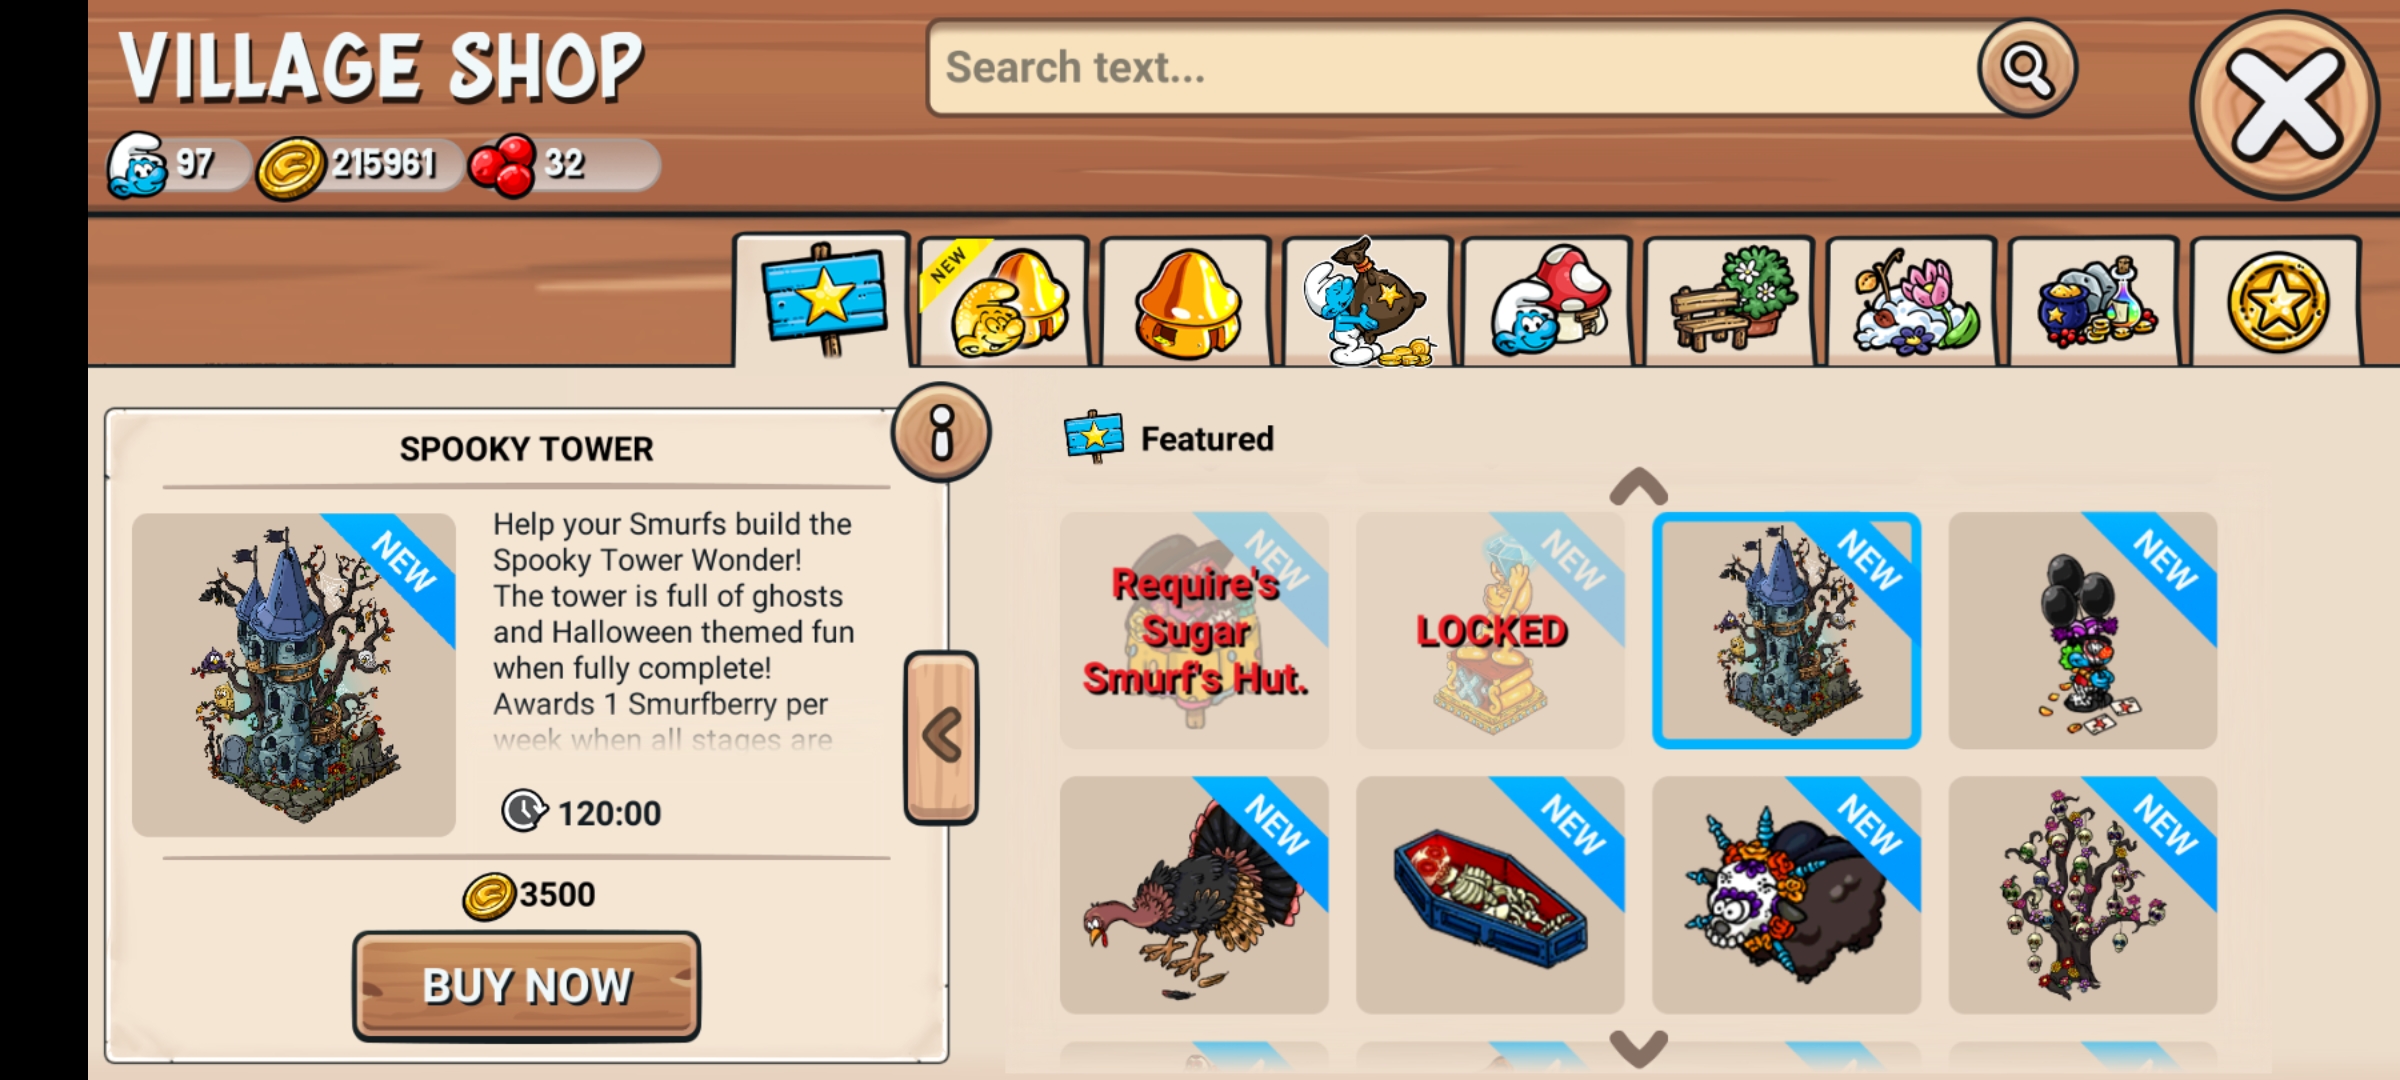 VILLAGE SHOP
Search text...
97
215961
32
NEW
SPOOKY TOWER
NEW
Help your Smurfs build the
Spooky Tower Wonder!
The tower is full of ghosts
and Halloween themed fun
when fully complete!
Awards 1 Smurfberry per
week when all stages are
120:00
3500
BUY NOW
Featured
NEW
Require's
Sugar
Smurf's Hut.
NEW
LOCKED
NEW
NEW
NEW
NEW
NEW
NEW